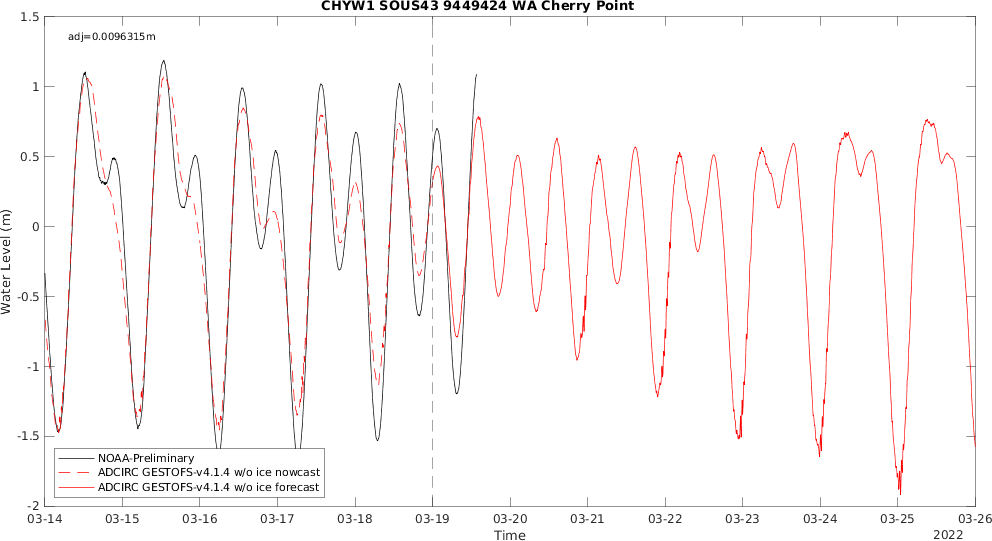 CHYW1 SOUS43 9449424 WA Cherry Point
adj=0.0096315m
Water Level (m)
1.5
1
0.5
0
-0.5
-1
-1.5
-2
NOAA-Preliminary
ADCIRC GESTOFS-v4.1.4 w/o ice nowcast
ADCIRC GESTOFS-v4.1.4 w/o ice forecast
03-14 03-15 03-16 03-17 03-18 03-19 03-20 03-21 03-22 03-23 03-24 03-25 03-26
Time
2022